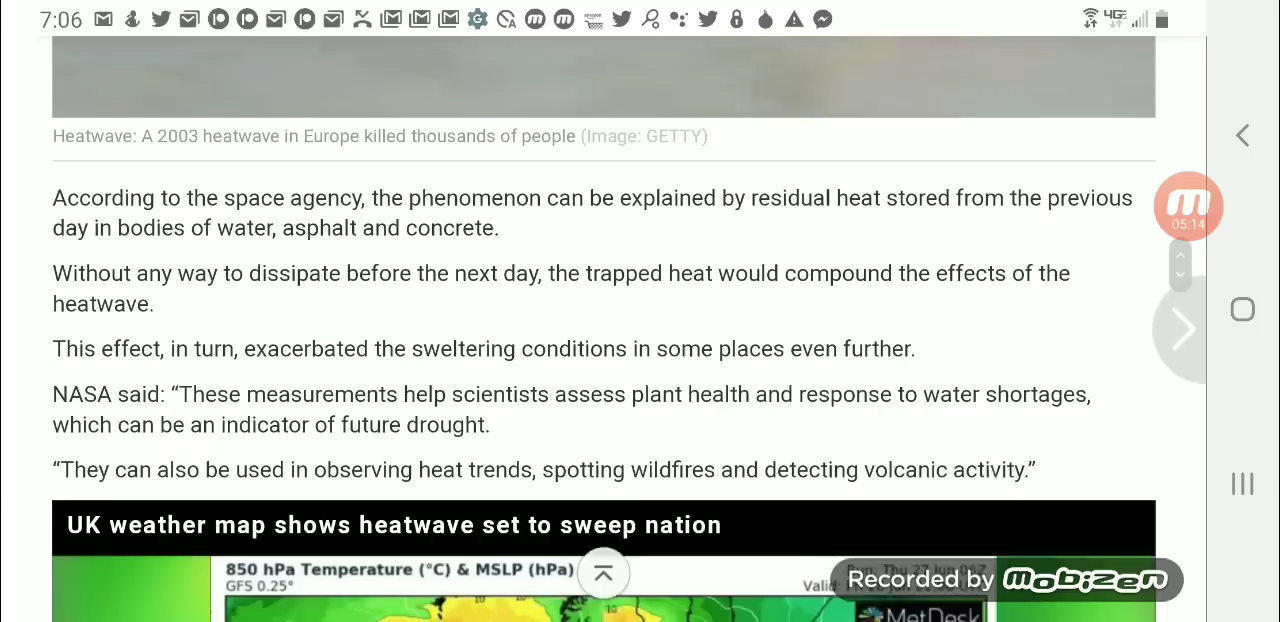 7:06
4GE
Heatwave: A 2003 heatwave in Europe killed thousands of people (Image: GETTY)
According to the space agency, the phenomenon can be explained by residual heat stored from the previous
day in bodies of water, asphalt and concrete.
05:14
Without any way to dissipate before the next day, the trapped heat would compound the effects of the
heatwave.
This effect, in turn, exacerbated the sweltering conditions in some places even further.
NASA said: “These measurements help scientists assess plant health and response to water shortages,
which can be an indicator of future drought.
“They can also be used in observing heat trends, spotting wildfires and detecting volcanic activity.”
UK weather map shows heatwave set to sweep nation
850 hPa Temperature (°C) & MSLP (hPa)
GFS 0.25°
Valid:
Recorded by mobizen
10
10
MetDesk